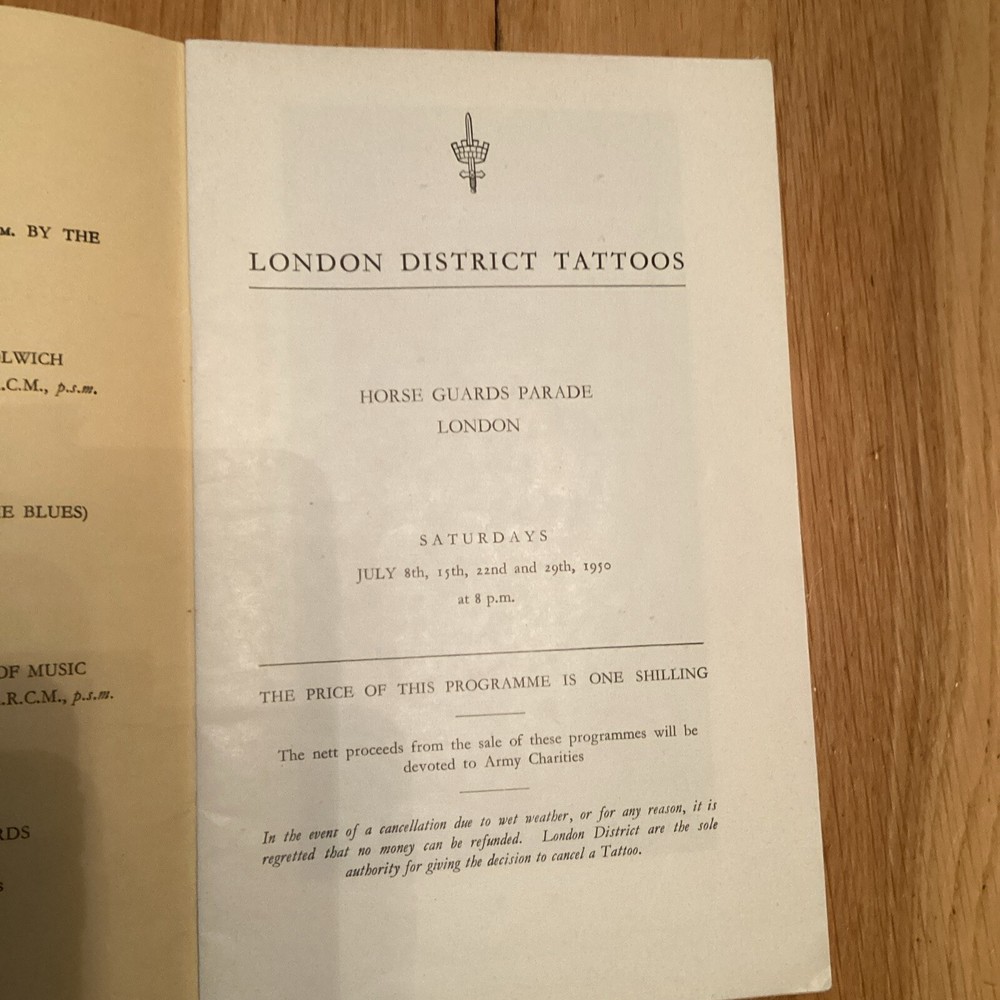 M. BY THE
LWICH
.C.M., p.s.m.
E BLUES)
OF MUSIC
.R.C.M., p.s.m.
RDS
s
LONDON DISTRICT TATTOOS
HORSE GUARDS PARADE
LONDON
SATURDAYS
JULY 8th, 15th, 22nd and 29th, 1950
at 8 p.m.
THE PRICE OF THIS PROGRAMME IS ONE SHILLING
The nett proceeds from the sale of these programmes will be
devoted to Army Charities
In the event of a cancellation due to wet weather, or for any reason, it is
regretted that no money can be refunded. London District are the sole
authority for giving the decision to cancel a Tattoo.